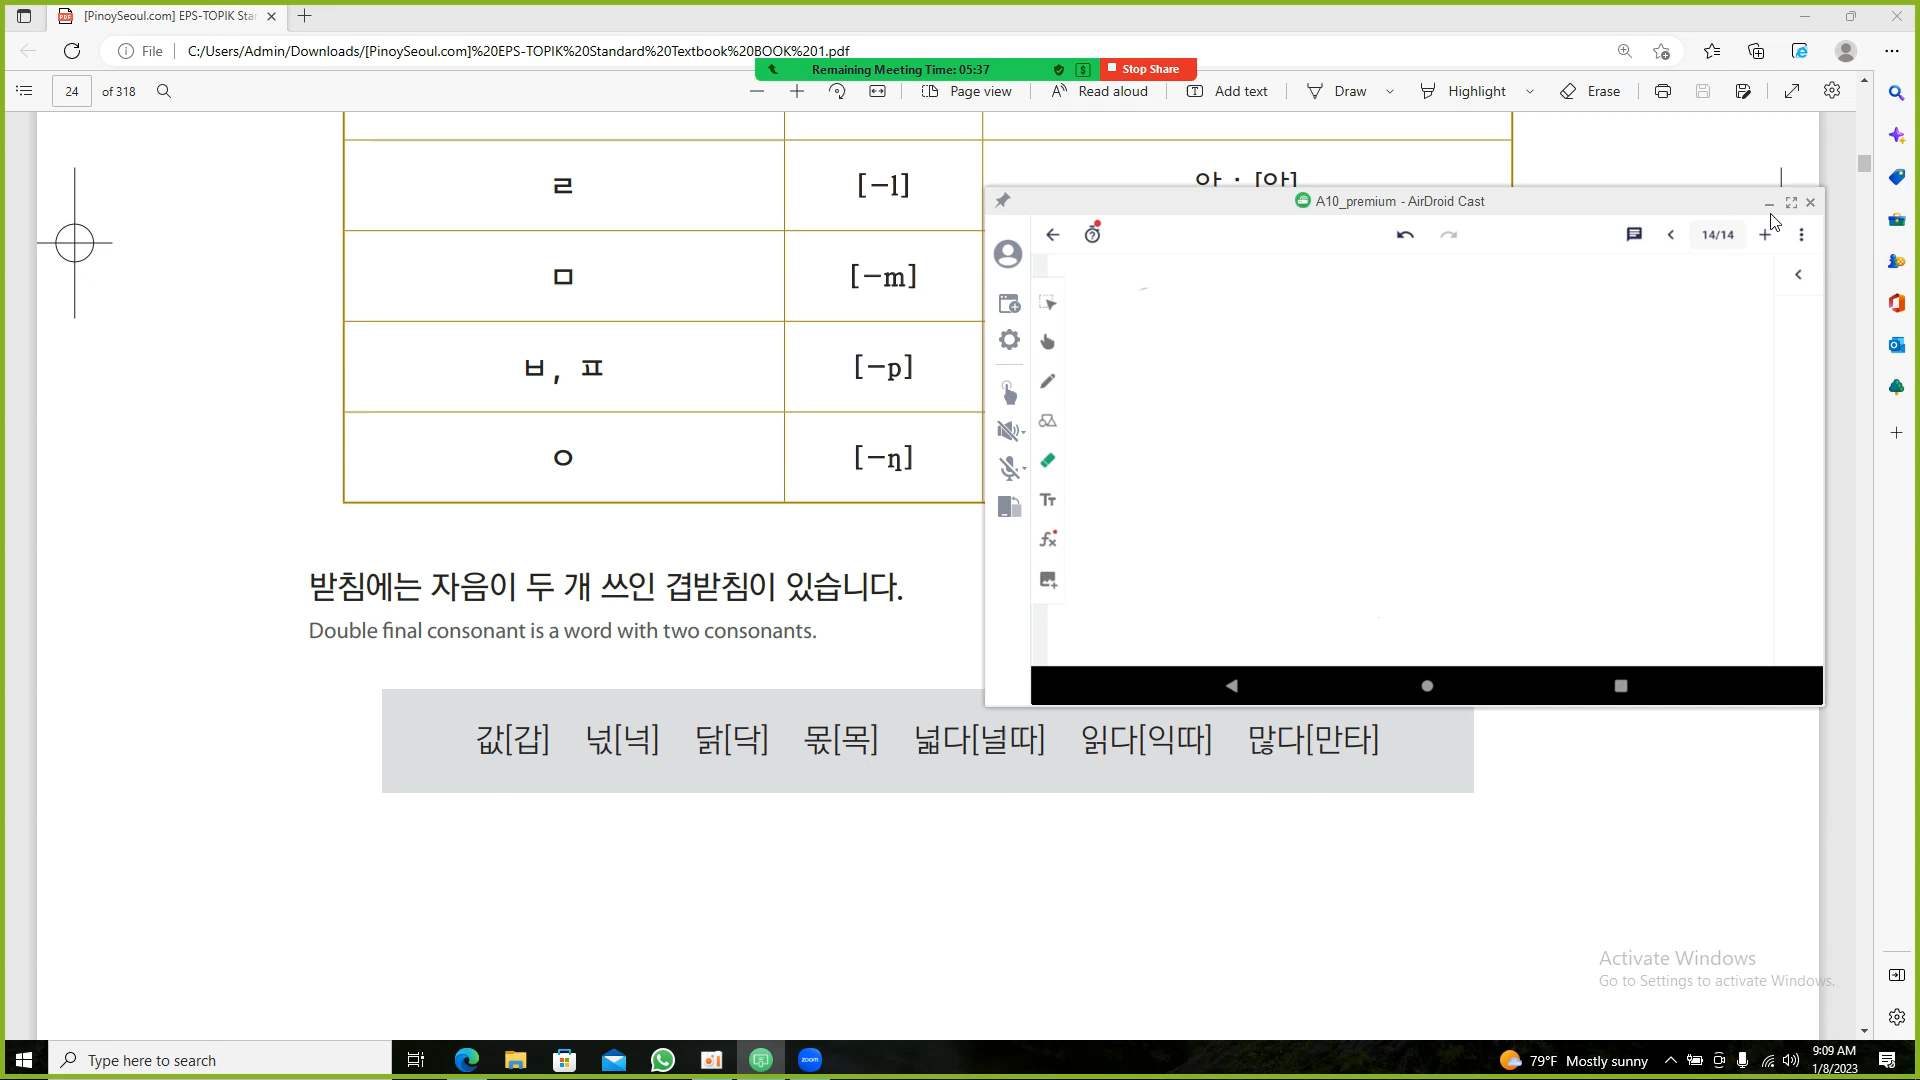 [PinoySeoul.com] EPS-TOPIK Sta
File
C:/Users/Admin/Downloads/[PinoySeoul.com]%20EPS-TOPIK%20Standard%20Textbook%20BOOK%201.pdf
Remaining Meeting Time: 05:37
Stop Share
24 of 318
Page view
Read aloud
Add text
Draw
Highlight
Erase
ㄹ [-l]
ㅁ [-m]
ㅂ, ㅍ [-p]
ㅇ [-ŋ]
A10_premium - AirDroid Cast
14/14
받침에는 자음이 두 개 쓰인 겹받침이 있습니다.
Double final consonant is a word with two consonants.
값[갑] 넋[넉] 닭[닥] 몫[목] 넓다[널따] 읽다[익따] 많다[만타]
Activate Windows
Go to Settings to activate Windows.
Type here to search
zoom
79°F Mostly sunny
9:09 AM
1/8/2023